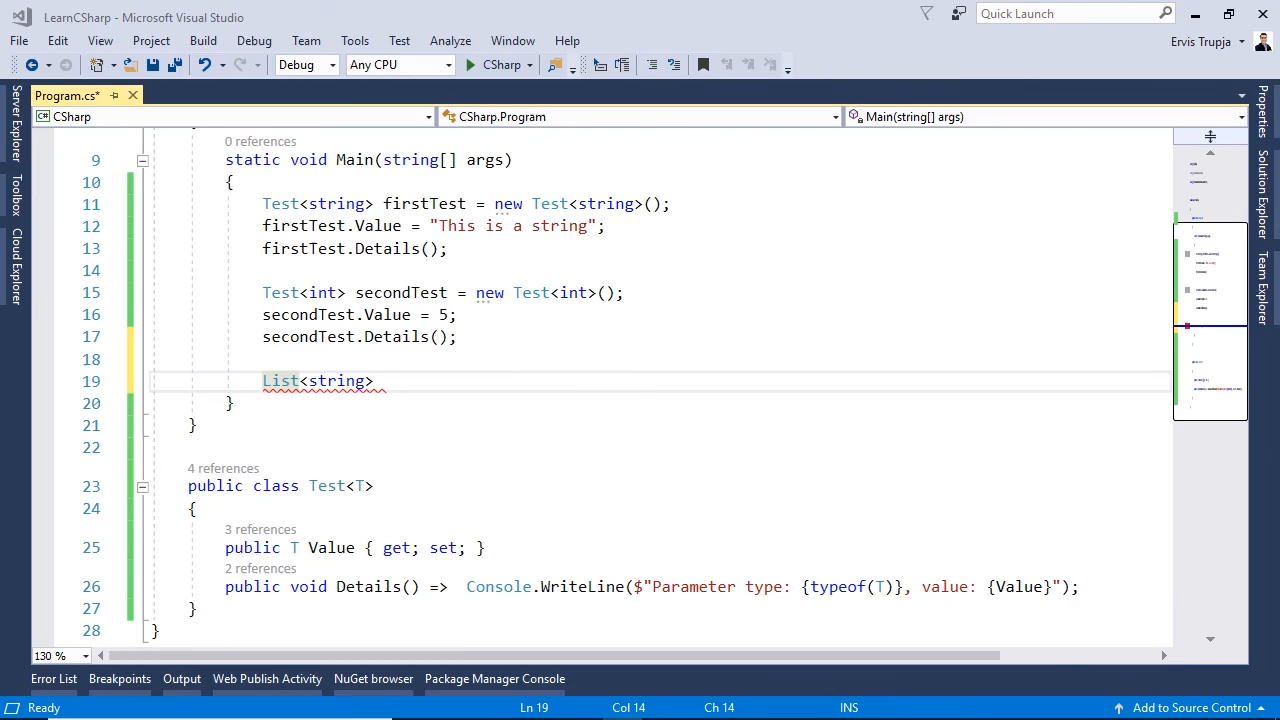 LearnCSharp - Microsoft Visual Studio
Quick Launch
File Edit View Project Build Debug Team Tools Test Analyze Window Help
Ervis Trupja
Debug Any CPU CSharp
Program.cs*
CSharp CSharp.Program Main(string[] args)
Server Explorer
Toolbox
Cloud Explorer
0 references
9 static void Main(string[] args)
10 {
11 Test<string> firstTest = new Test<string>();
12 firstTest.Value = "This is a string";
13 firstTest.Details();
14
15 Test<int> secondTest = new Test<int>();
16 secondTest.Value = 5;
17 secondTest.Details();
18
19 List<string>
20 }
21 }
22
4 references
23 public class Test<T>
24 {
3 references
25 public T Value { get; set; }
2 references
26 public void Details() => Console.WriteLine($"Parameter type: {typeof(T)}, value: {Value}");
27 }
28 }
Properties
Solution Explorer
Team Explorer
130 %
Error List Breakpoints Output Web Publish Activity NuGet browser Package Manager Console
Ready Ln 19 Col 14 Ch 14 INS Add to Source Control